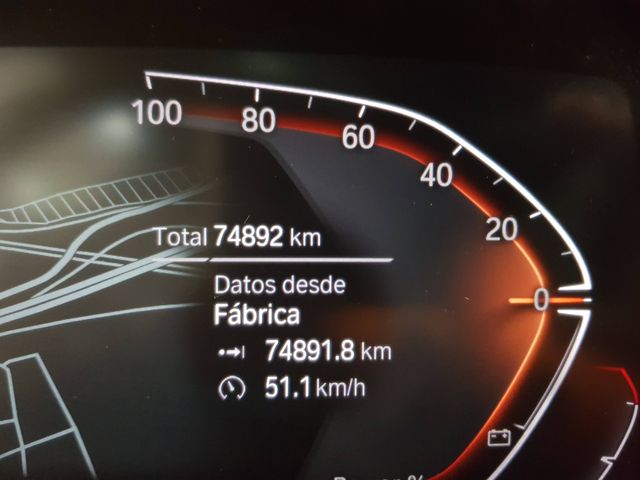 100
80
60
40
20
0
Total 74892 km
Datos desde
Fábrica
74891.8 km
51.1 km/h